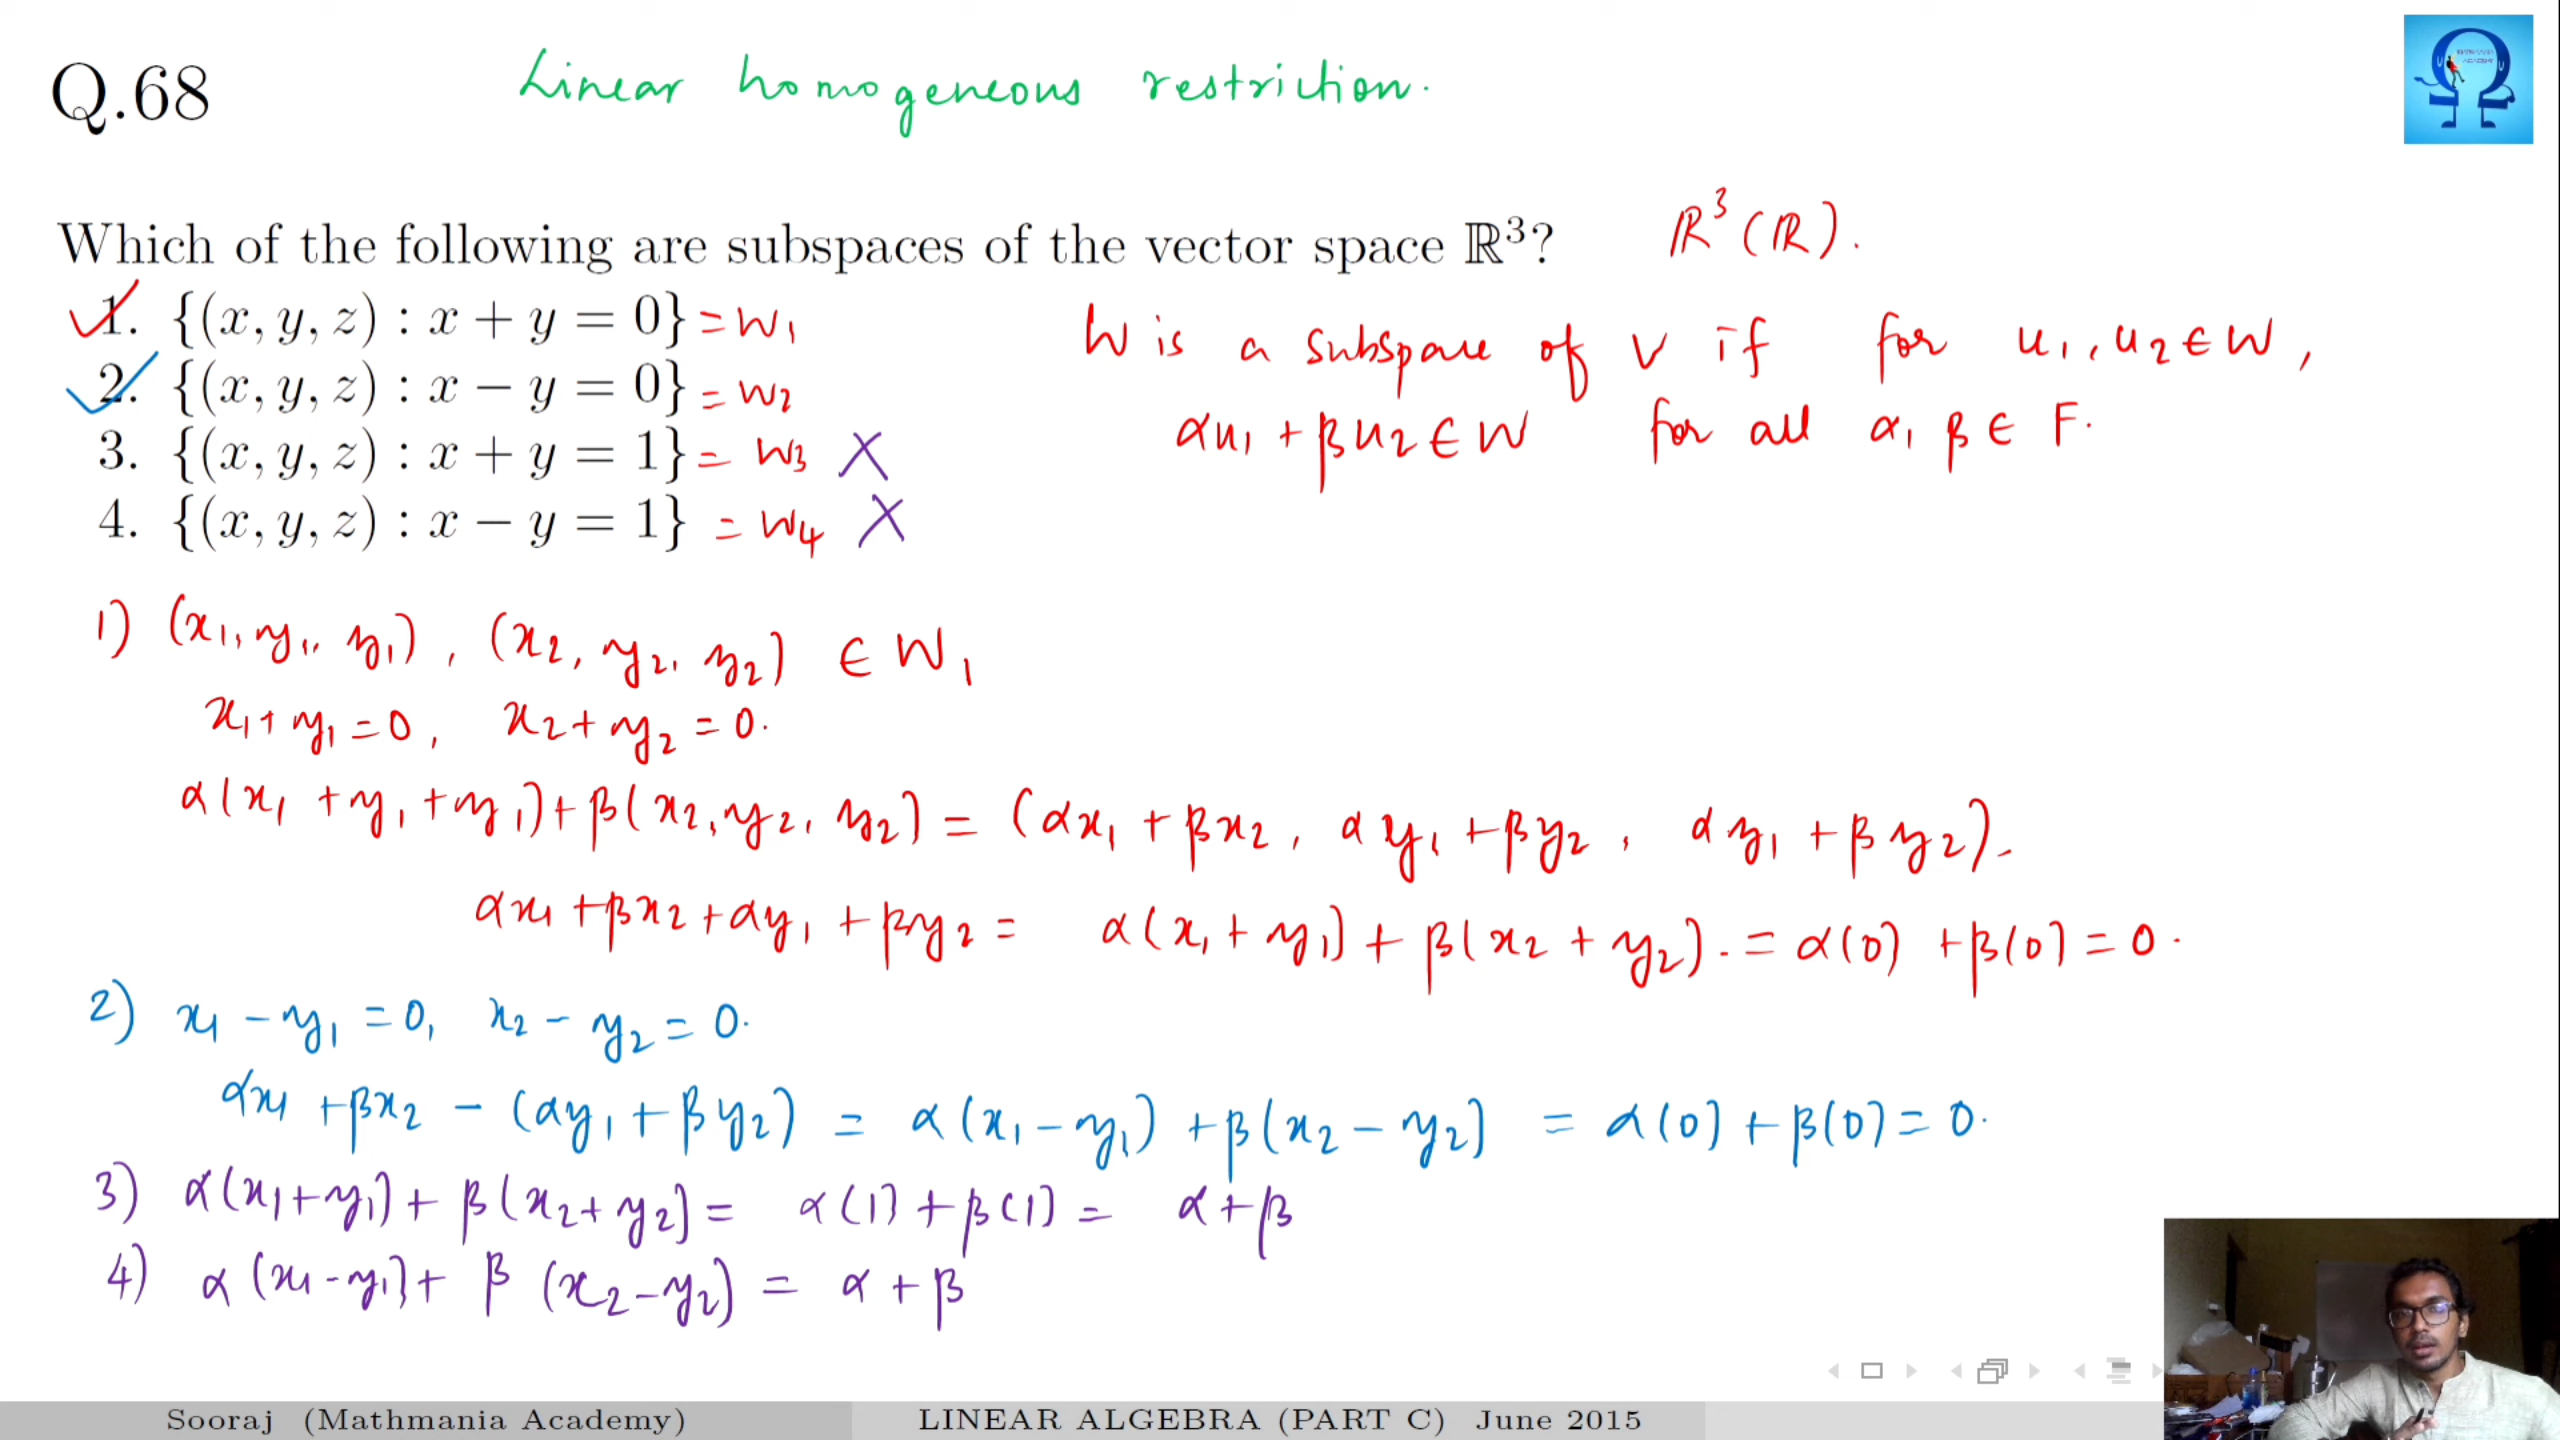 Q.68
Linear homogeneous restriction.
Which of the following are subspaces of the vector space ℝ³? ℝ³(ℝ).
1. {(x, y, z) : x + y = 0} = W₁
2. {(x, y, z) : x − y = 0} = W₂
3. {(x, y, z) : x + y = 1} = W₃ X
4. {(x, y, z) : x − y = 1} = W₄ X
W is a subspace of V if for u₁, u₂ ∈ W,
αu₁ + βu₂ ∈ W for all α, β ∈ F.
1) (x₁, y₁, z₁), (x₂, y₂, z₂) ∈ W₁
x₁ + y₁ = 0, x₂ + y₂ = 0.
α(x₁ + y₁ + z₁) + β(x₂, y₂, z₂) = (αx₁ + βx₂, αy₁ + βy₂, αz₁ + βz₂).
αx₁ + βx₂ + αy₁ + βy₂ = α(x₁ + y₁) + β(x₂ + y₂). = α(0) + β(0) = 0.
2) x₁ − y₁ = 0, x₂ − y₂ = 0.
αx₁ + βx₂ − (αy₁ + βy₂) = α(x₁ − y₁) + β(x₂ − y₂) = α(0) + β(0) = 0.
3) α(x₁ + y₁) + β(x₂ + y₂) = α(1) + β(1) = α + β
4) α(x₁ − y₁) + β(x₂ − y₂) = α + β
Sooraj (Mathmania Academy) LINEAR ALGEBRA (PART C) June 2015